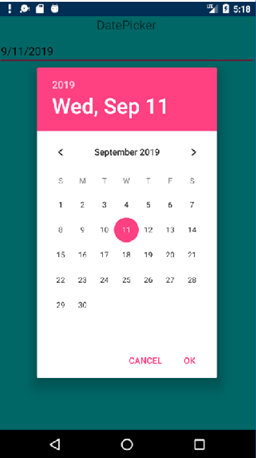 5:18
DatePicker
9/11/2019
2019
Wed, Sep 11
September 2019
S M T W T F S
1 2 3 4 5 6 7
8 9 10 11 12 13 14
15 16 17 18 19 20 21
22 23 24 25 26 27 28
29 30
CANCEL OK